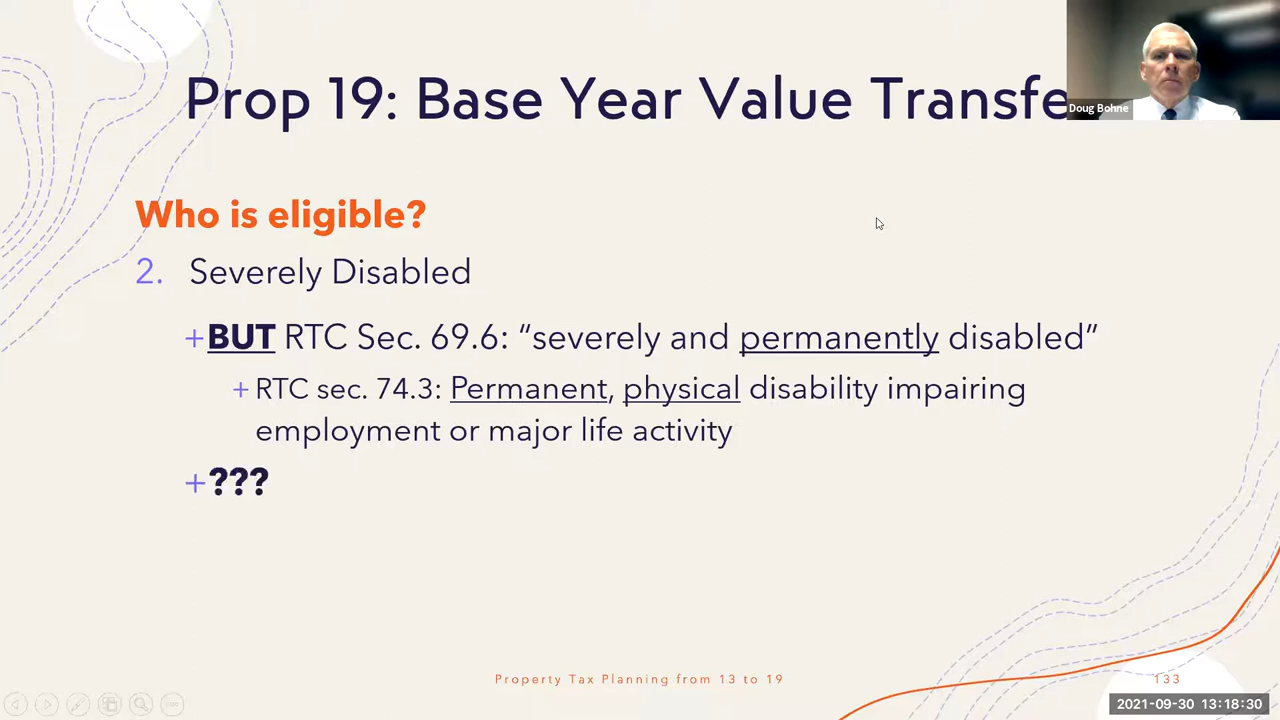 Prop 19: Base Year Value Transfe
Doug Bohne
Who is eligible?
2. Severely Disabled
+BUT RTC Sec. 69.6: “severely and permanently disabled”
+RTC sec. 74.3: Permanent, physical disability impairing
employment or major life activity
+???
Property Tax Planning from 13 to 19
133
2021-09-30 13:18:30